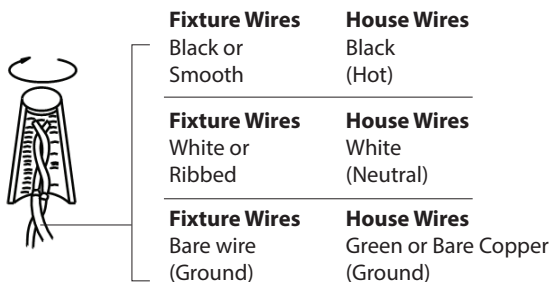 Fixture Wires House Wires
Black or Black
Smooth (Hot)
Fixture Wires House Wires
White or White
Ribbed (Neutral)
Fixture Wires House Wires
Bare wire Green or Bare Copper
(Ground) (Ground)